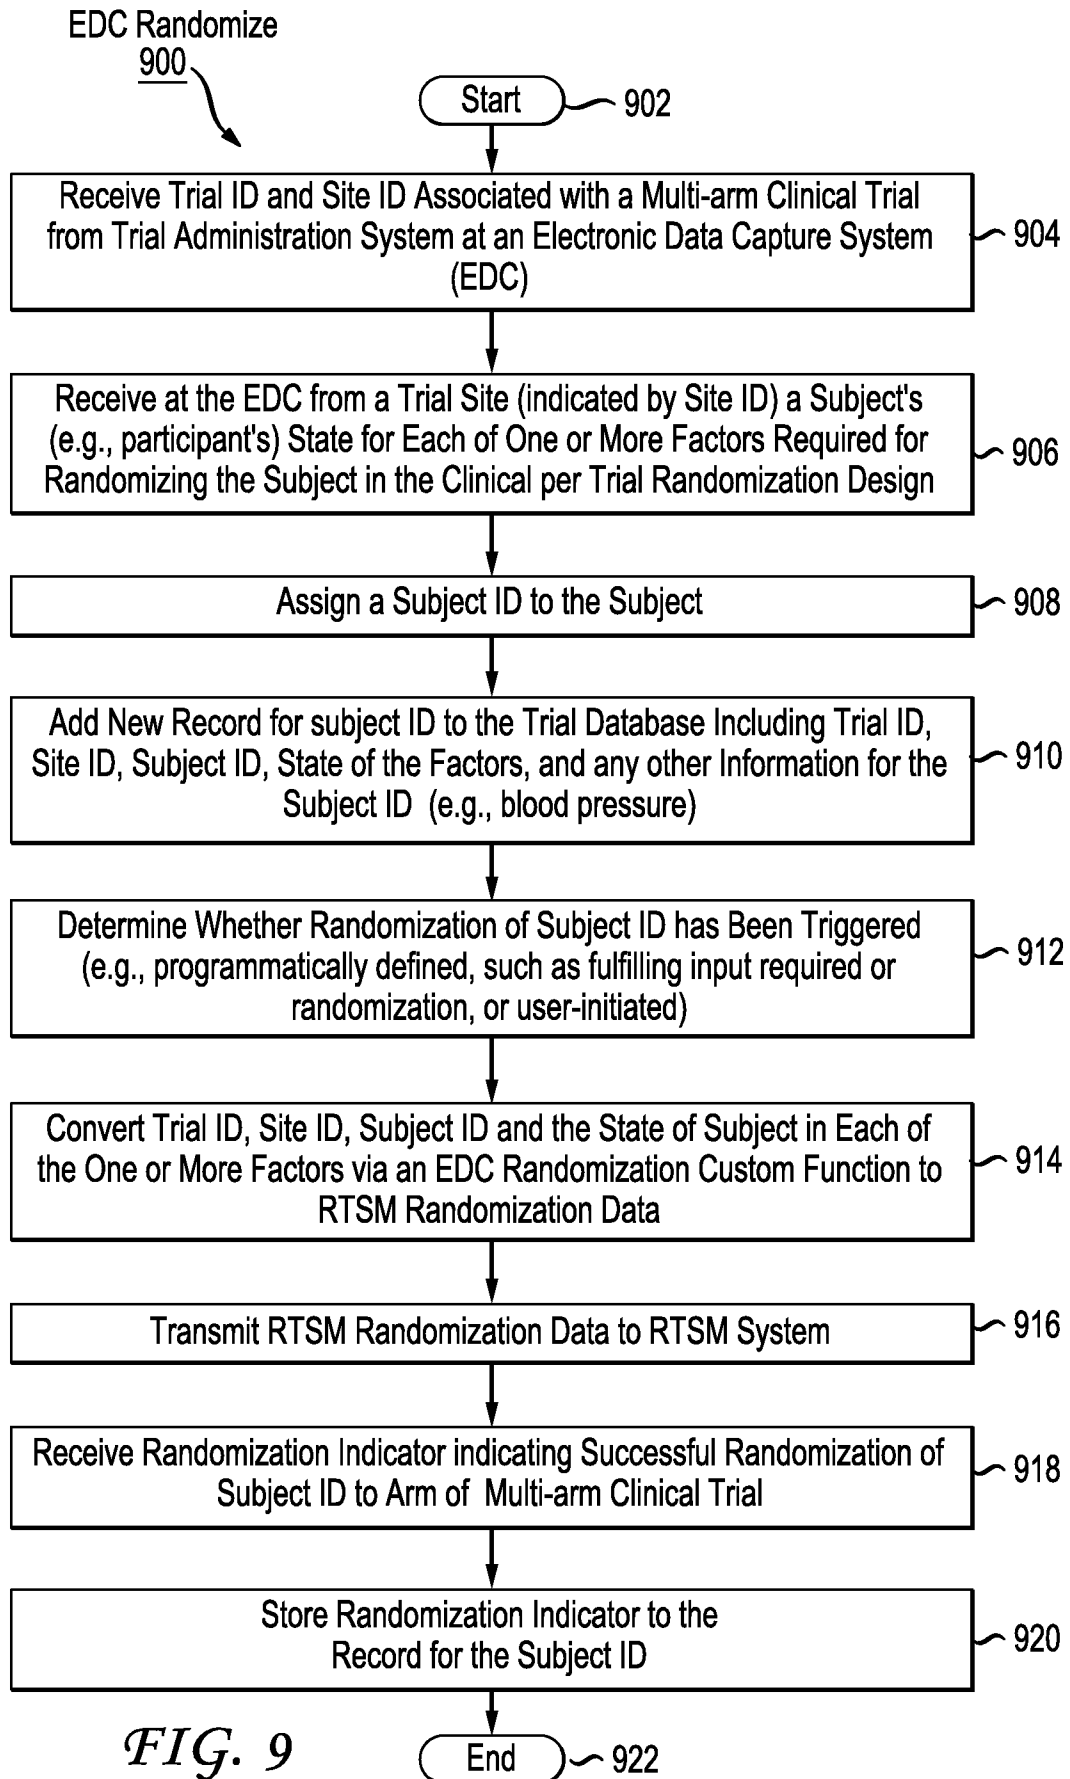 EDC Randomize
900
Start
902
Receive Trial ID and Site ID Associated with a Multi-arm Clinical Trial
from Trial Administration System at an Electronic Data Capture System
(EDC)
904
Receive at the EDC from a Trial Site (indicated by Site ID) a Subject's
(e.g., participant's) State for Each of One or More Factors Required for
Randomizing the Subject in the Clinical per Trial Randomization Design
906
Assign a Subject ID to the Subject
908
Add New Record for subject ID to the Trial Database Including Trial ID,
Site ID, Subject ID, State of the Factors, and any other Information for the
Subject ID (e.g., blood pressure)
910
Determine Whether Randomization of Subject ID has Been Triggered
(e.g., programmatically defined, such as fulfilling input required or
randomization, or user-initiated)
912
Convert Trial ID, Site ID, Subject ID and the State of Subject in Each of
the One or More Factors via an EDC Randomization Custom Function to
RTSM Randomization Data
914
Transmit RTSM Randomization Data to RTSM System
916
Receive Randomization Indicator indicating Successful Randomization of
Subject ID to Arm of Multi-arm Clinical Trial
918
Store Randomization Indicator to the
Record for the Subject ID
920
End
922
FIG. 9